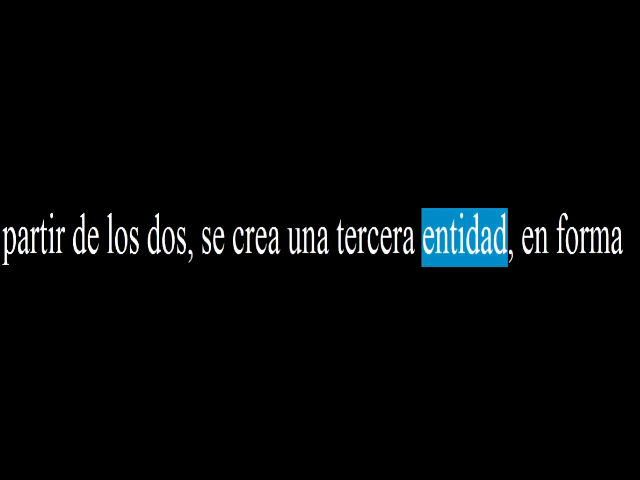 partir de los dos, se crea una tercera entidad, en forma